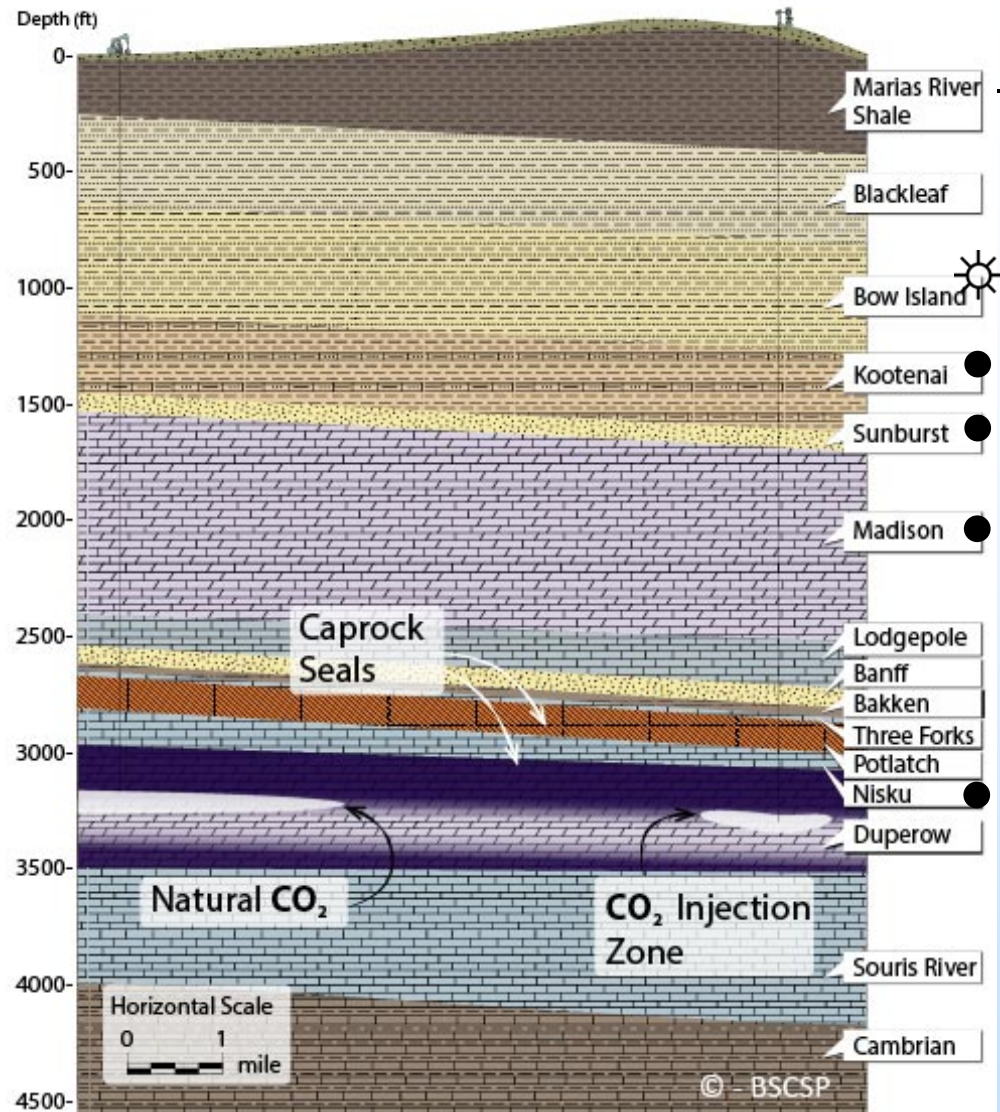 Depth (ft)
0-
500-
1000-
1500-
2000-
2500-
3000-
3500-
4000-
4500-
Marias River
Shale
Blackleaf
Bow Island
Kootenai
Sunburst
Madison
Lodgepole
Banff
Bakken
Three Forks
Potlatch
Nisku
Duperow
Souris River
Cambrian
Caprock
Seals
Natural CO₂
CO₂ Injection
Zone
Horizontal Scale
0 1
mile
© - BSCSP